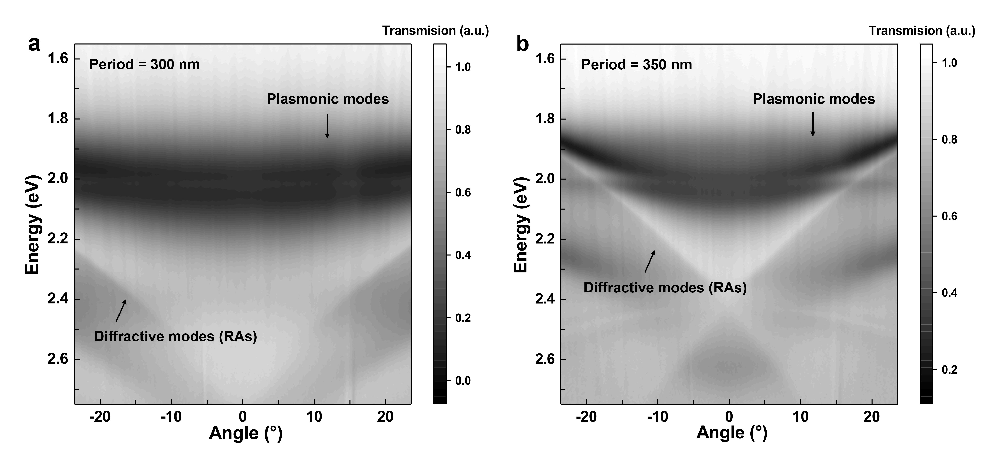 a
Transmision (a.u.)
Period = 300 nm
Plasmonic modes
Diffractive modes (RAs)
Energy (eV)
1.6
1.8
2.0
2.2
2.4
2.6
-20
-10
0
10
20
Angle (°)
1.0
0.8
0.6
0.4
0.2
0.0
b
Transmision (a.u.)
Period = 350 nm
Plasmonic modes
Diffractive modes (RAs)
Energy (eV)
1.6
1.8
2.0
2.2
2.4
2.6
-20
-10
0
10
20
Angle (°)
1.0
0.8
0.6
0.4
0.2